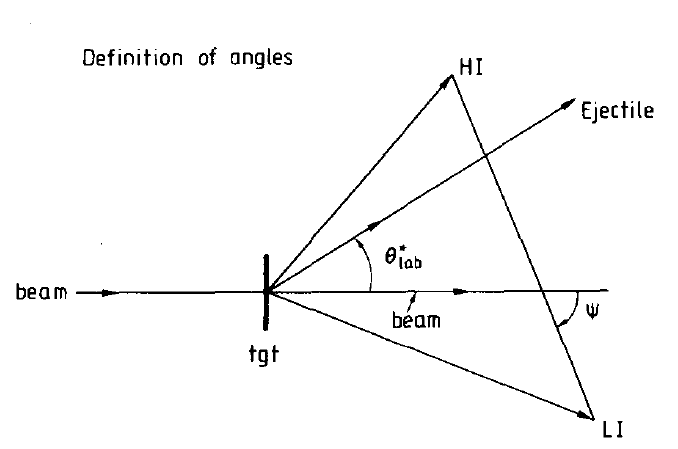 Definition of angles
HI
Ejectile
θ*lab
beam
beam
ψ
tgt
LI